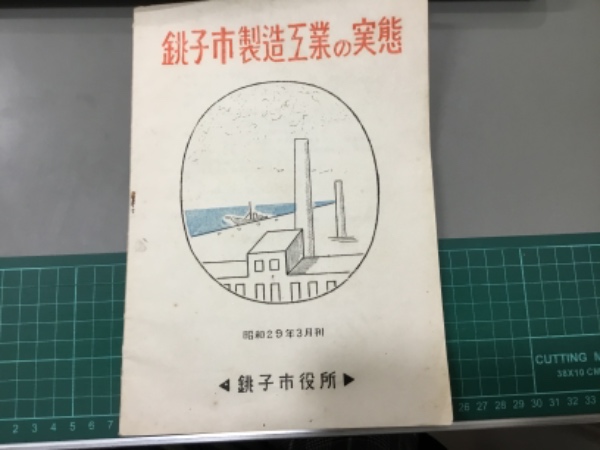 銚子市製造工業の実態
昭和29年3月刊
◀銚子市役所▶
CUTTING M
38X10 CM
2 3 4 5 6 7 8
26 27 28 29 30 31 32 33